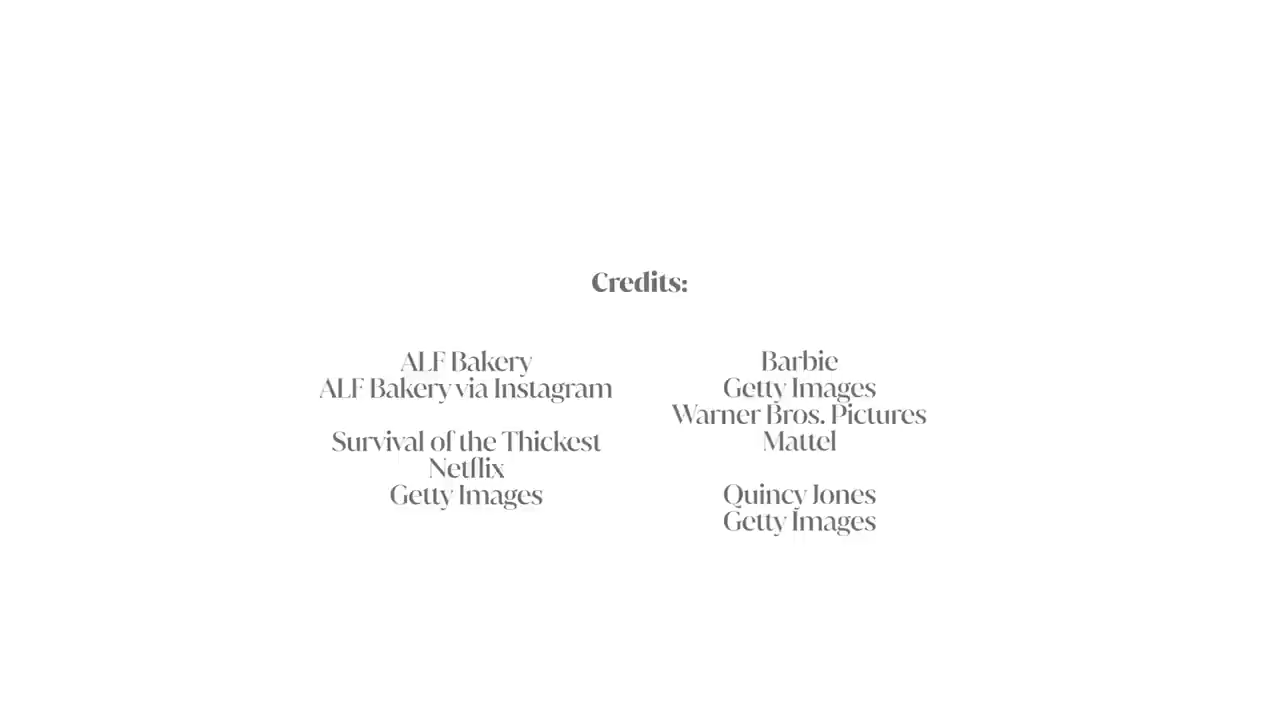 Credits:
ALF Bakery
ALF Bakery via Instagram
Survival of the Thickest
Netflix
Getty Images
Barbie
Getty Images
Warner Bros. Pictures
Mattel
Quincy Jones
Getty Images